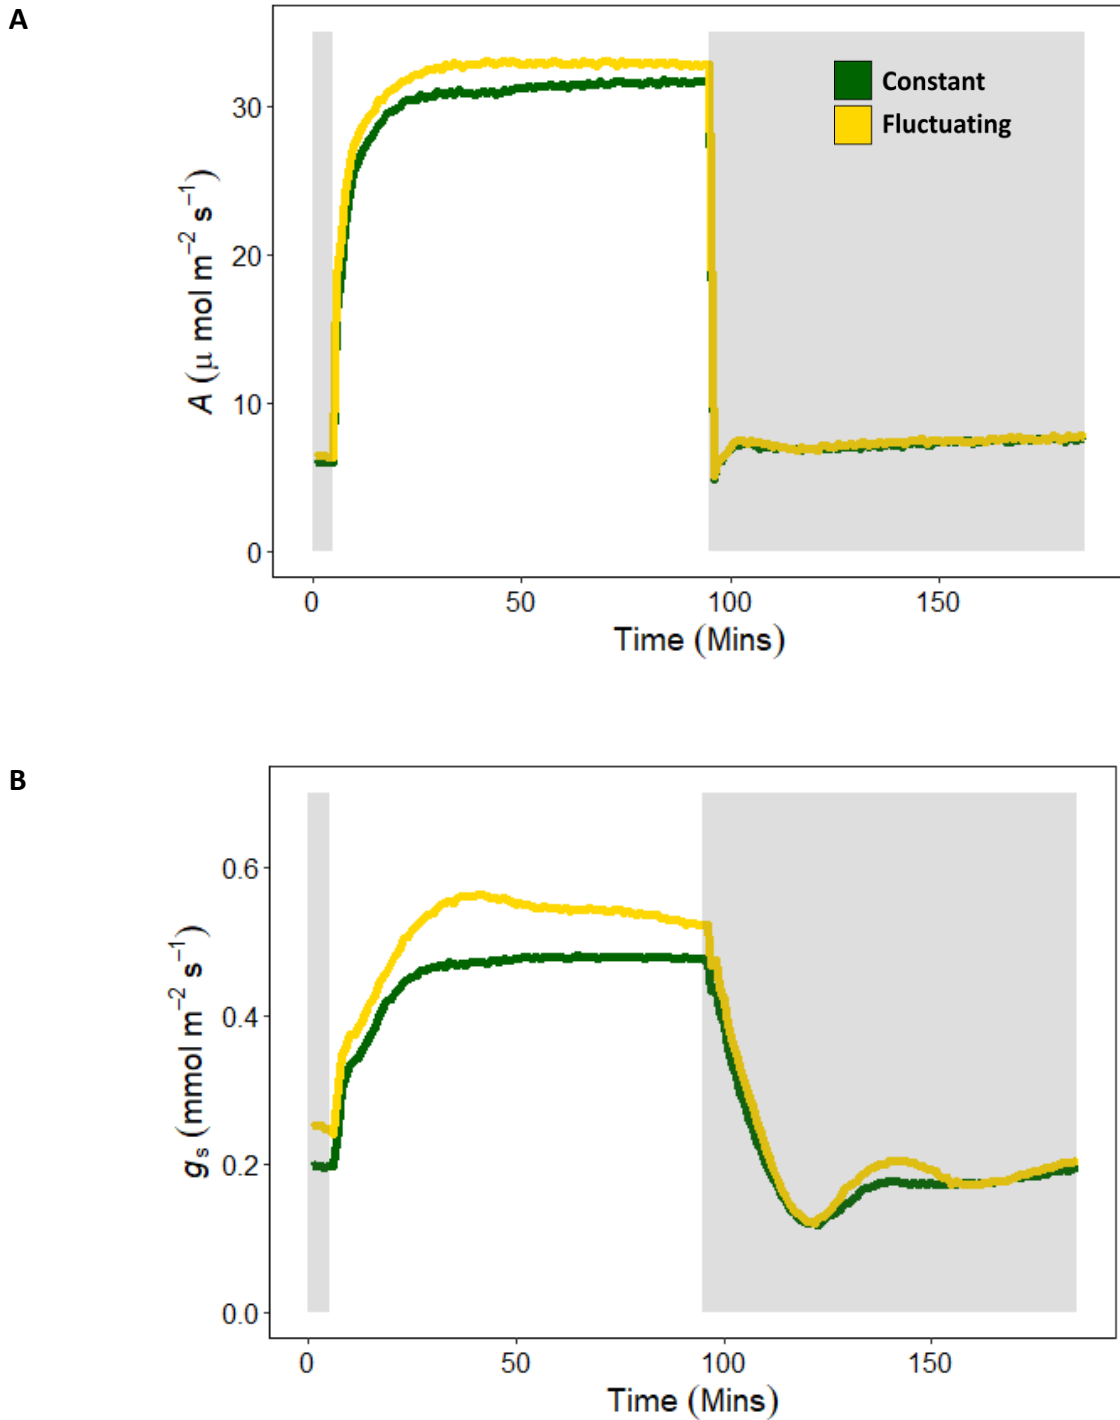 A
30
20
10
0
A (μ mol m⁻² s⁻¹)
Constant
Fluctuating
0 50 100 150
Time (Mins)
B
0.6
0.4
0.2
0.0
gs (mmol m⁻² s⁻¹)
0 50 100 150
Time (Mins)